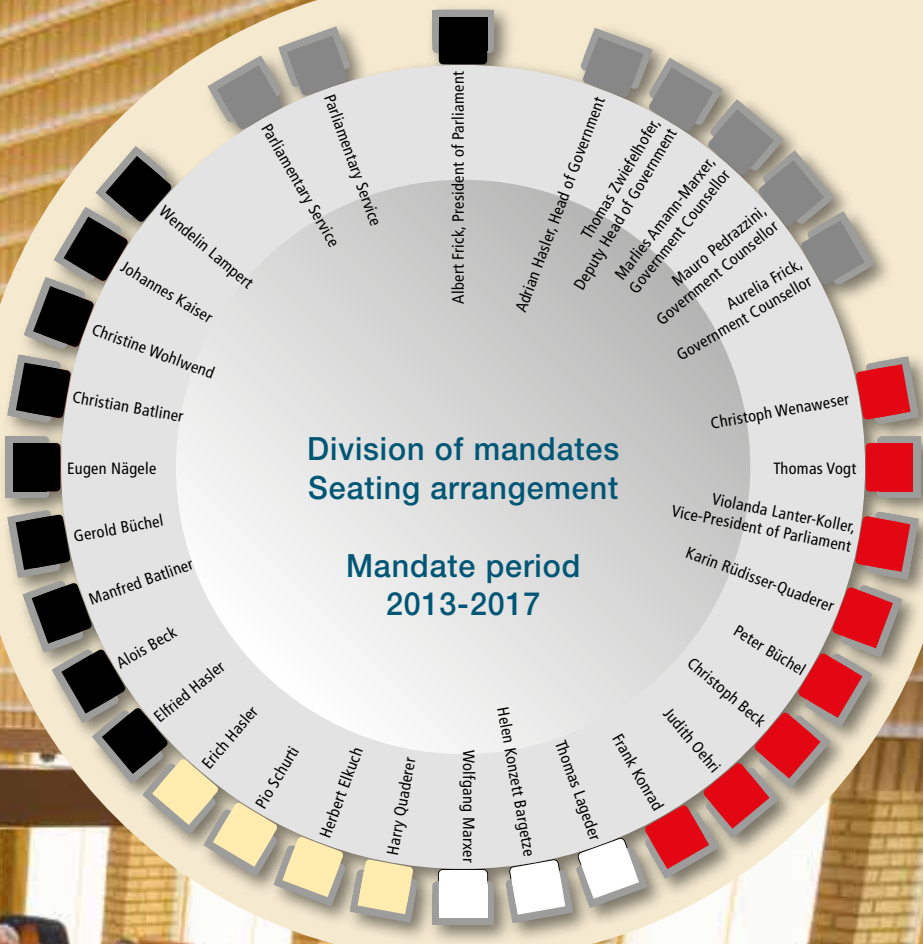 Parliamentary Service
Parliamentary Service
Albert Frick, President of Parliament
Adrian Hasler, Head of Government
Thomas Zwiefelhofer,
Deputy Head of Government
Marlies Amann-Marxer,
Government Counsellor
Mauro Pedrazzini,
Government Counsellor
Aurelia Frick,
Government Counsellor
Christoph Wenaweser
Thomas Vogt
Violanda Lanter-Koller,
Vice-President of Parliament
Karin Rüdisser-Quaderer
Peter Büchel
Christoph Beck
Judith Oehri
Frank Konrad
Thomas Lageder
Helen Konzett Bargetze
Wolfgang Marxer
Harry Quaderer
Herbert Elkuch
Pio Schurti
Erich Hasler
Elfried Hasler
Alois Beck
Manfred Batliner
Gerold Büchel
Eugen Nägele
Christian Batliner
Christine Wohlwend
Johannes Kaiser
Wendelin Lampert
Division of mandates
Seating arrangement
Mandate period
2013-2017